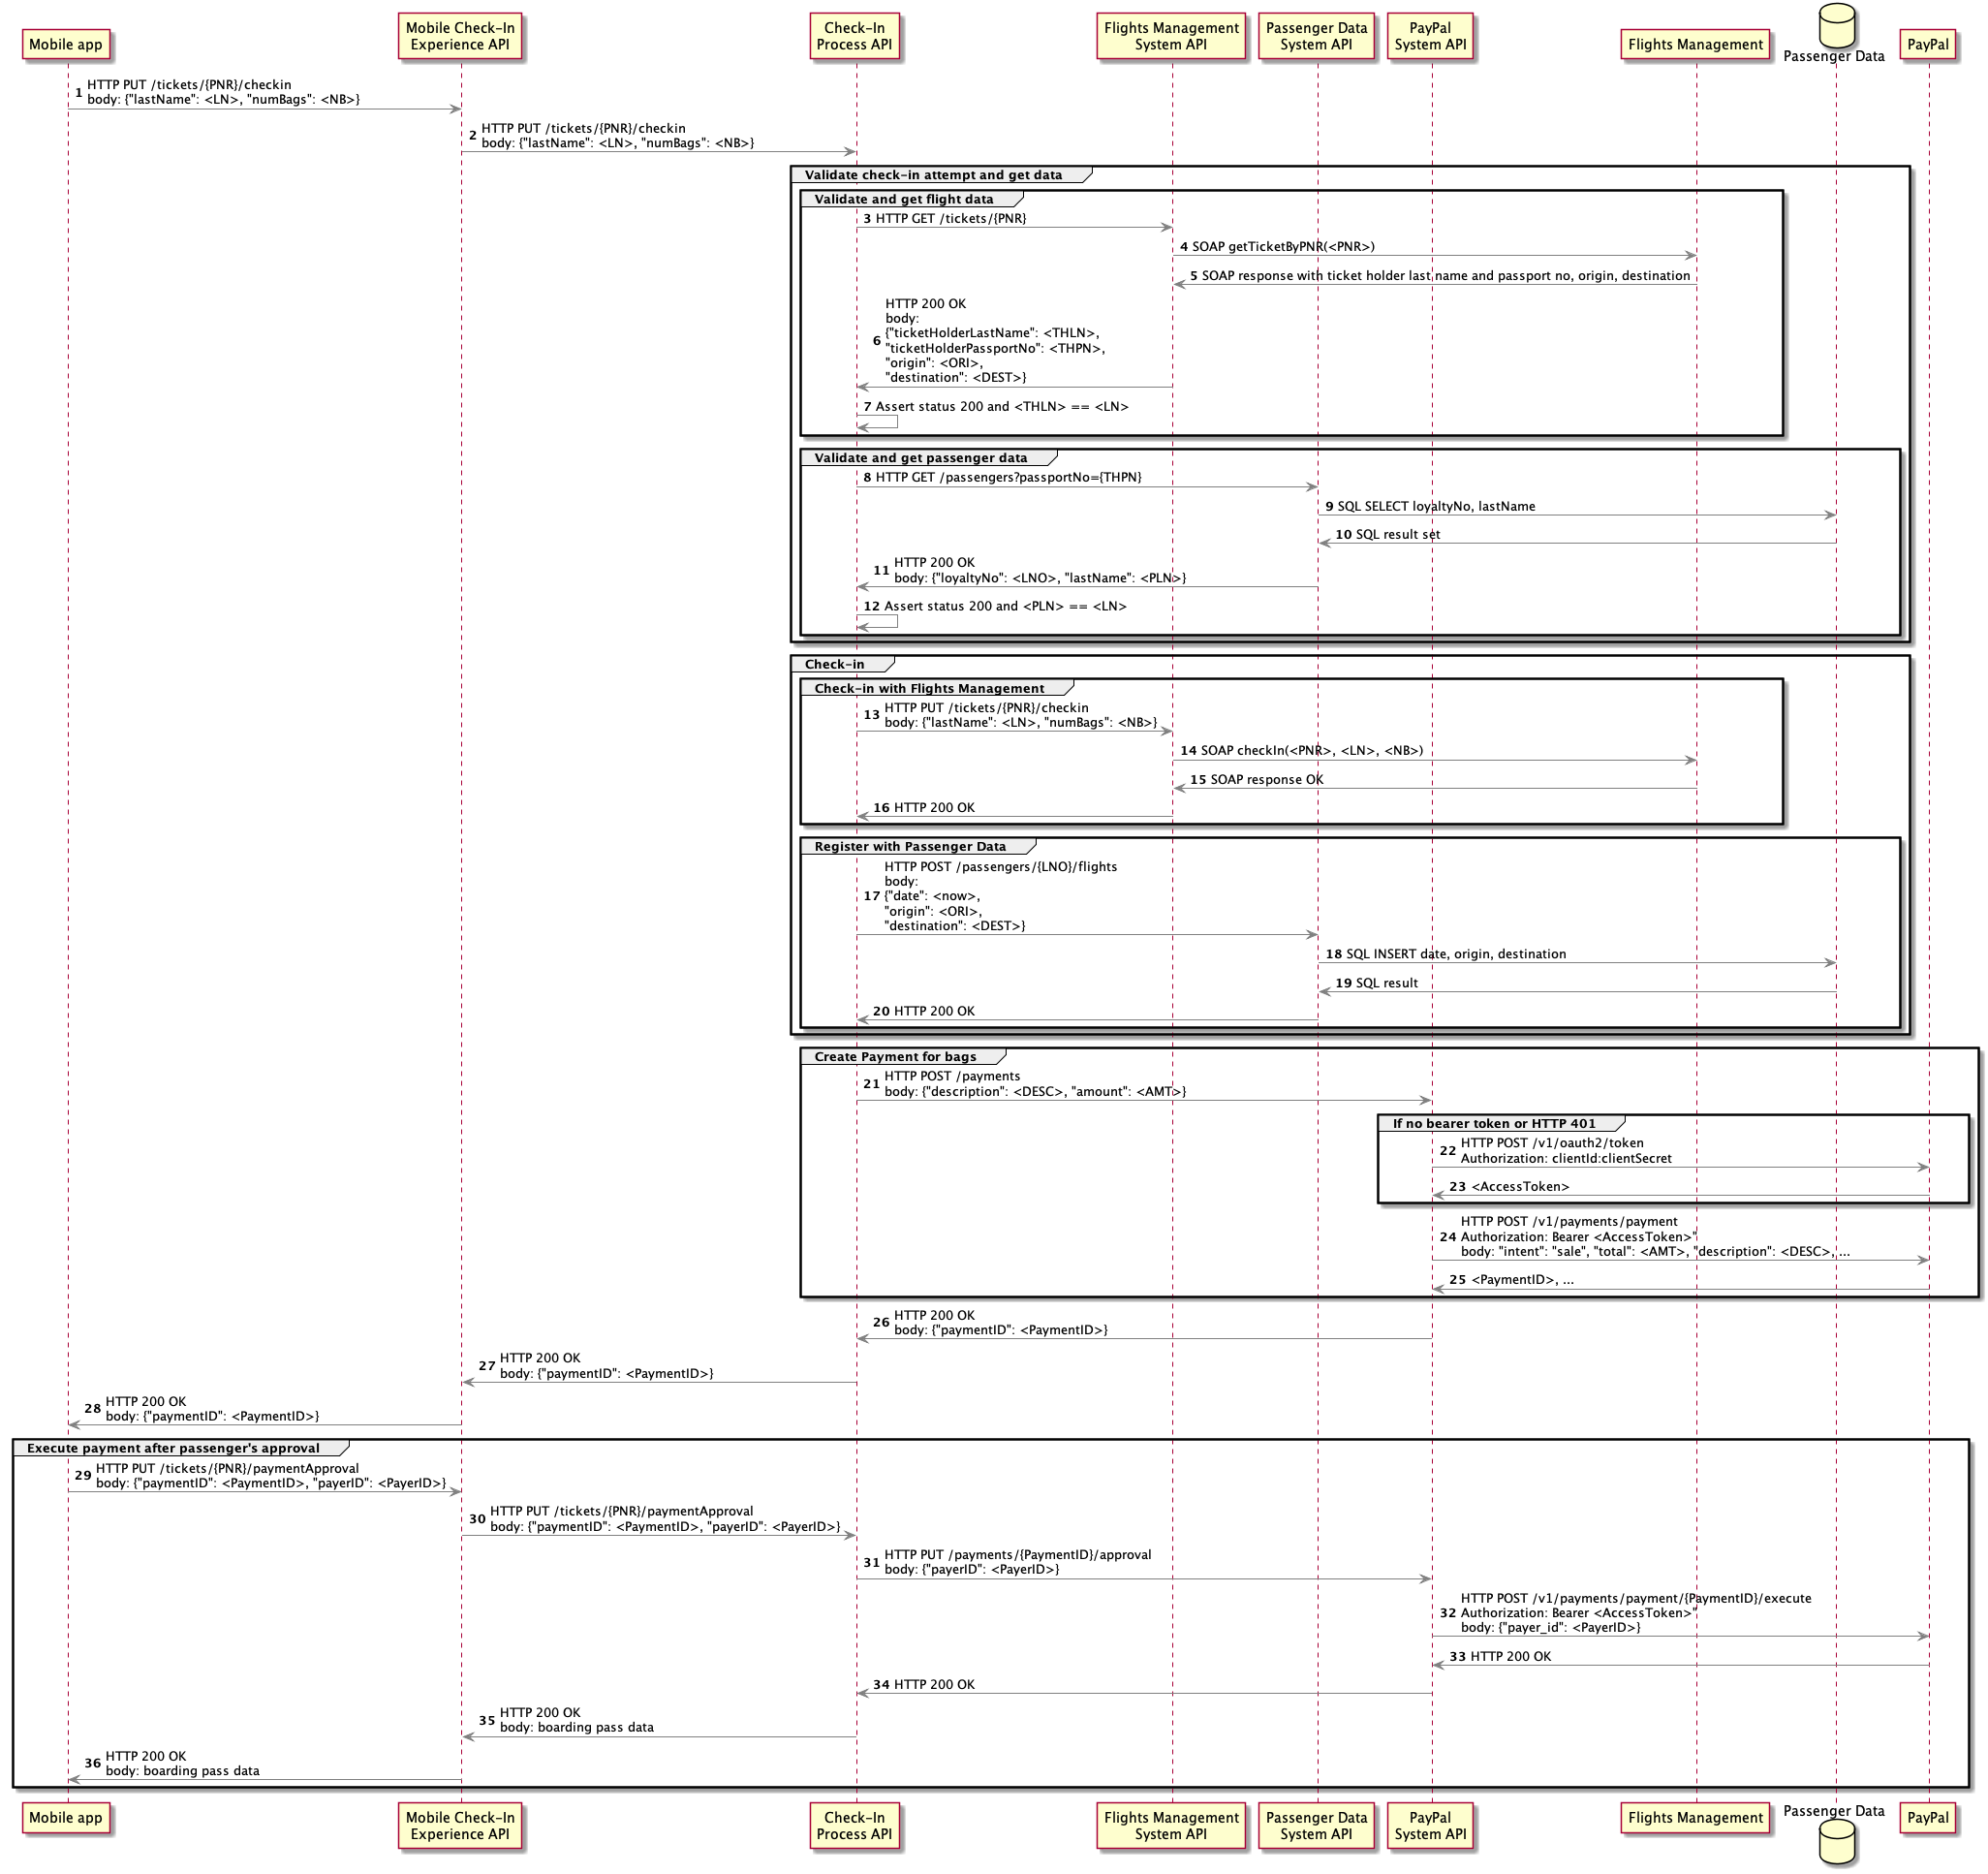 Mobile app
Mobile Check-In
Experience API
Check-In
Process API
Flights Management
System API
Passenger Data
System API
PayPal
System API
Flights Management
Passenger Data
PayPal
1 HTTP PUT /tickets/{PNR}/checkin
body: {"lastName": <LN>, "numBags": <NB>}
2 HTTP PUT /tickets/{PNR}/checkin
body: {"lastName": <LN>, "numBags": <NB>}
Validate check-in attempt and get data
Validate and get flight data
3 HTTP GET /tickets/{PNR}
4 SOAP getTicketByPNR(<PNR>)
5 SOAP response with ticket holder last name and passport no, origin, destination
HTTP 200 OK
body:
{"ticketHolderLastName": <THLN>,
6 "ticketHolderPassportNo": <THPN>,
"origin": <ORI>,
"destination": <DEST>}
7 Assert status 200 and <THLN> == <LN>
Validate and get passenger data
8 HTTP GET /passengers?passportNo={THPN}
9 SQL SELECT loyaltyNo, lastName
10 SQL result set
11 HTTP 200 OK
body: {"loyaltyNo": <LNO>, "lastName": <PLN>}
12 Assert status 200 and <PLN> == <LN>
Check-in
Check-in with Flights Management
13 HTTP PUT /tickets/{PNR}/checkin
body: {"lastName": <LN>, "numBags": <NB>}
14 SOAP checkIn(<PNR>, <LN>, <NB>)
15 SOAP response OK
16 HTTP 200 OK
Register with Passenger Data
HTTP POST /passengers/{LNO}/flights
body:
17 {"date": <now>,
"origin": <ORI>,
"destination": <DEST>}
18 SQL INSERT date, origin, destination
19 SQL result
20 HTTP 200 OK
Create Payment for bags
21 HTTP POST /payments
body: {"description": <DESC>, "amount": <AMT>}
If no bearer token or HTTP 401
22 HTTP POST /v1/oauth2/token
Authorization: clientId:clientSecret
23 <AccessToken>
HTTP POST /v1/payments/payment
24 Authorization: Bearer <AccessToken>"
body: "intent": "sale", "total": <AMT>, "description": <DESC>, ...
25 <PaymentID>, ...
26 HTTP 200 OK
body: {"paymentID": <PaymentID>}
27 HTTP 200 OK
body: {"paymentID": <PaymentID>}
28 HTTP 200 OK
body: {"paymentID": <PaymentID>}
Execute payment after passenger's approval
29 HTTP PUT /tickets/{PNR}/paymentApproval
body: {"paymentID": <PaymentID>, "payerID": <PayerID>}
30 HTTP PUT /tickets/{PNR}/paymentApproval
body: {"paymentID": <PaymentID>, "payerID": <PayerID>}
31 HTTP PUT /payments/{PaymentID}/approval
body: {"payerID": <PayerID>}
HTTP POST /v1/payments/payment/{PaymentID}/execute
32 Authorization: Bearer <AccessToken>"
body: {"payer_id": <PayerID>}
33 HTTP 200 OK
34 HTTP 200 OK
35 HTTP 200 OK
body: boarding pass data
36 HTTP 200 OK
body: boarding pass data
Mobile app
Mobile Check-In
Experience API
Check-In
Process API
Flights Management
System API
Passenger Data
System API
PayPal
System API
Flights Management
Passenger Data
PayPal